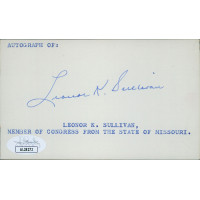 AUTOGRAPH OF:
Leonor K. Sullivan
LEONOR K. SULLIVAN,
MEMBER OF CONGRESS FROM THE STATE OF MISSOURI.
JSA